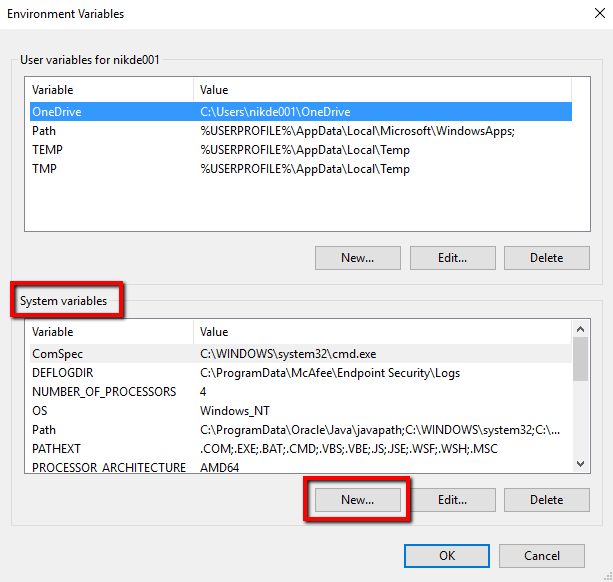 Environment Variables
User variables for nikde001
Variable Value
OneDrive C:\Users\nikde001\OneDrive
Path %USERPROFILE%\AppData\Local\Microsoft\WindowsApps;
TEMP %USERPROFILE%\AppData\Local\Temp
TMP %USERPROFILE%\AppData\Local\Temp
New... Edit... Delete
System variables
Variable Value
ComSpec C:\WINDOWS\system32\cmd.exe
DEFLOGDIR C:\ProgramData\McAfee\Endpoint Security\Logs
NUMBER_OF_PROCESSORS 4
OS Windows_NT
Path C:\ProgramData\Oracle\Java\javapath;C:\WINDOWS\system32;C:\...
PATHEXT .COM;.EXE;.BAT;.CMD;.VBS;.VBE;.JS;.JSE;.WSF;.WSH;.MSC
PROCESSOR_ARCHITECTURE AMD64
New... Edit... Delete
OK Cancel